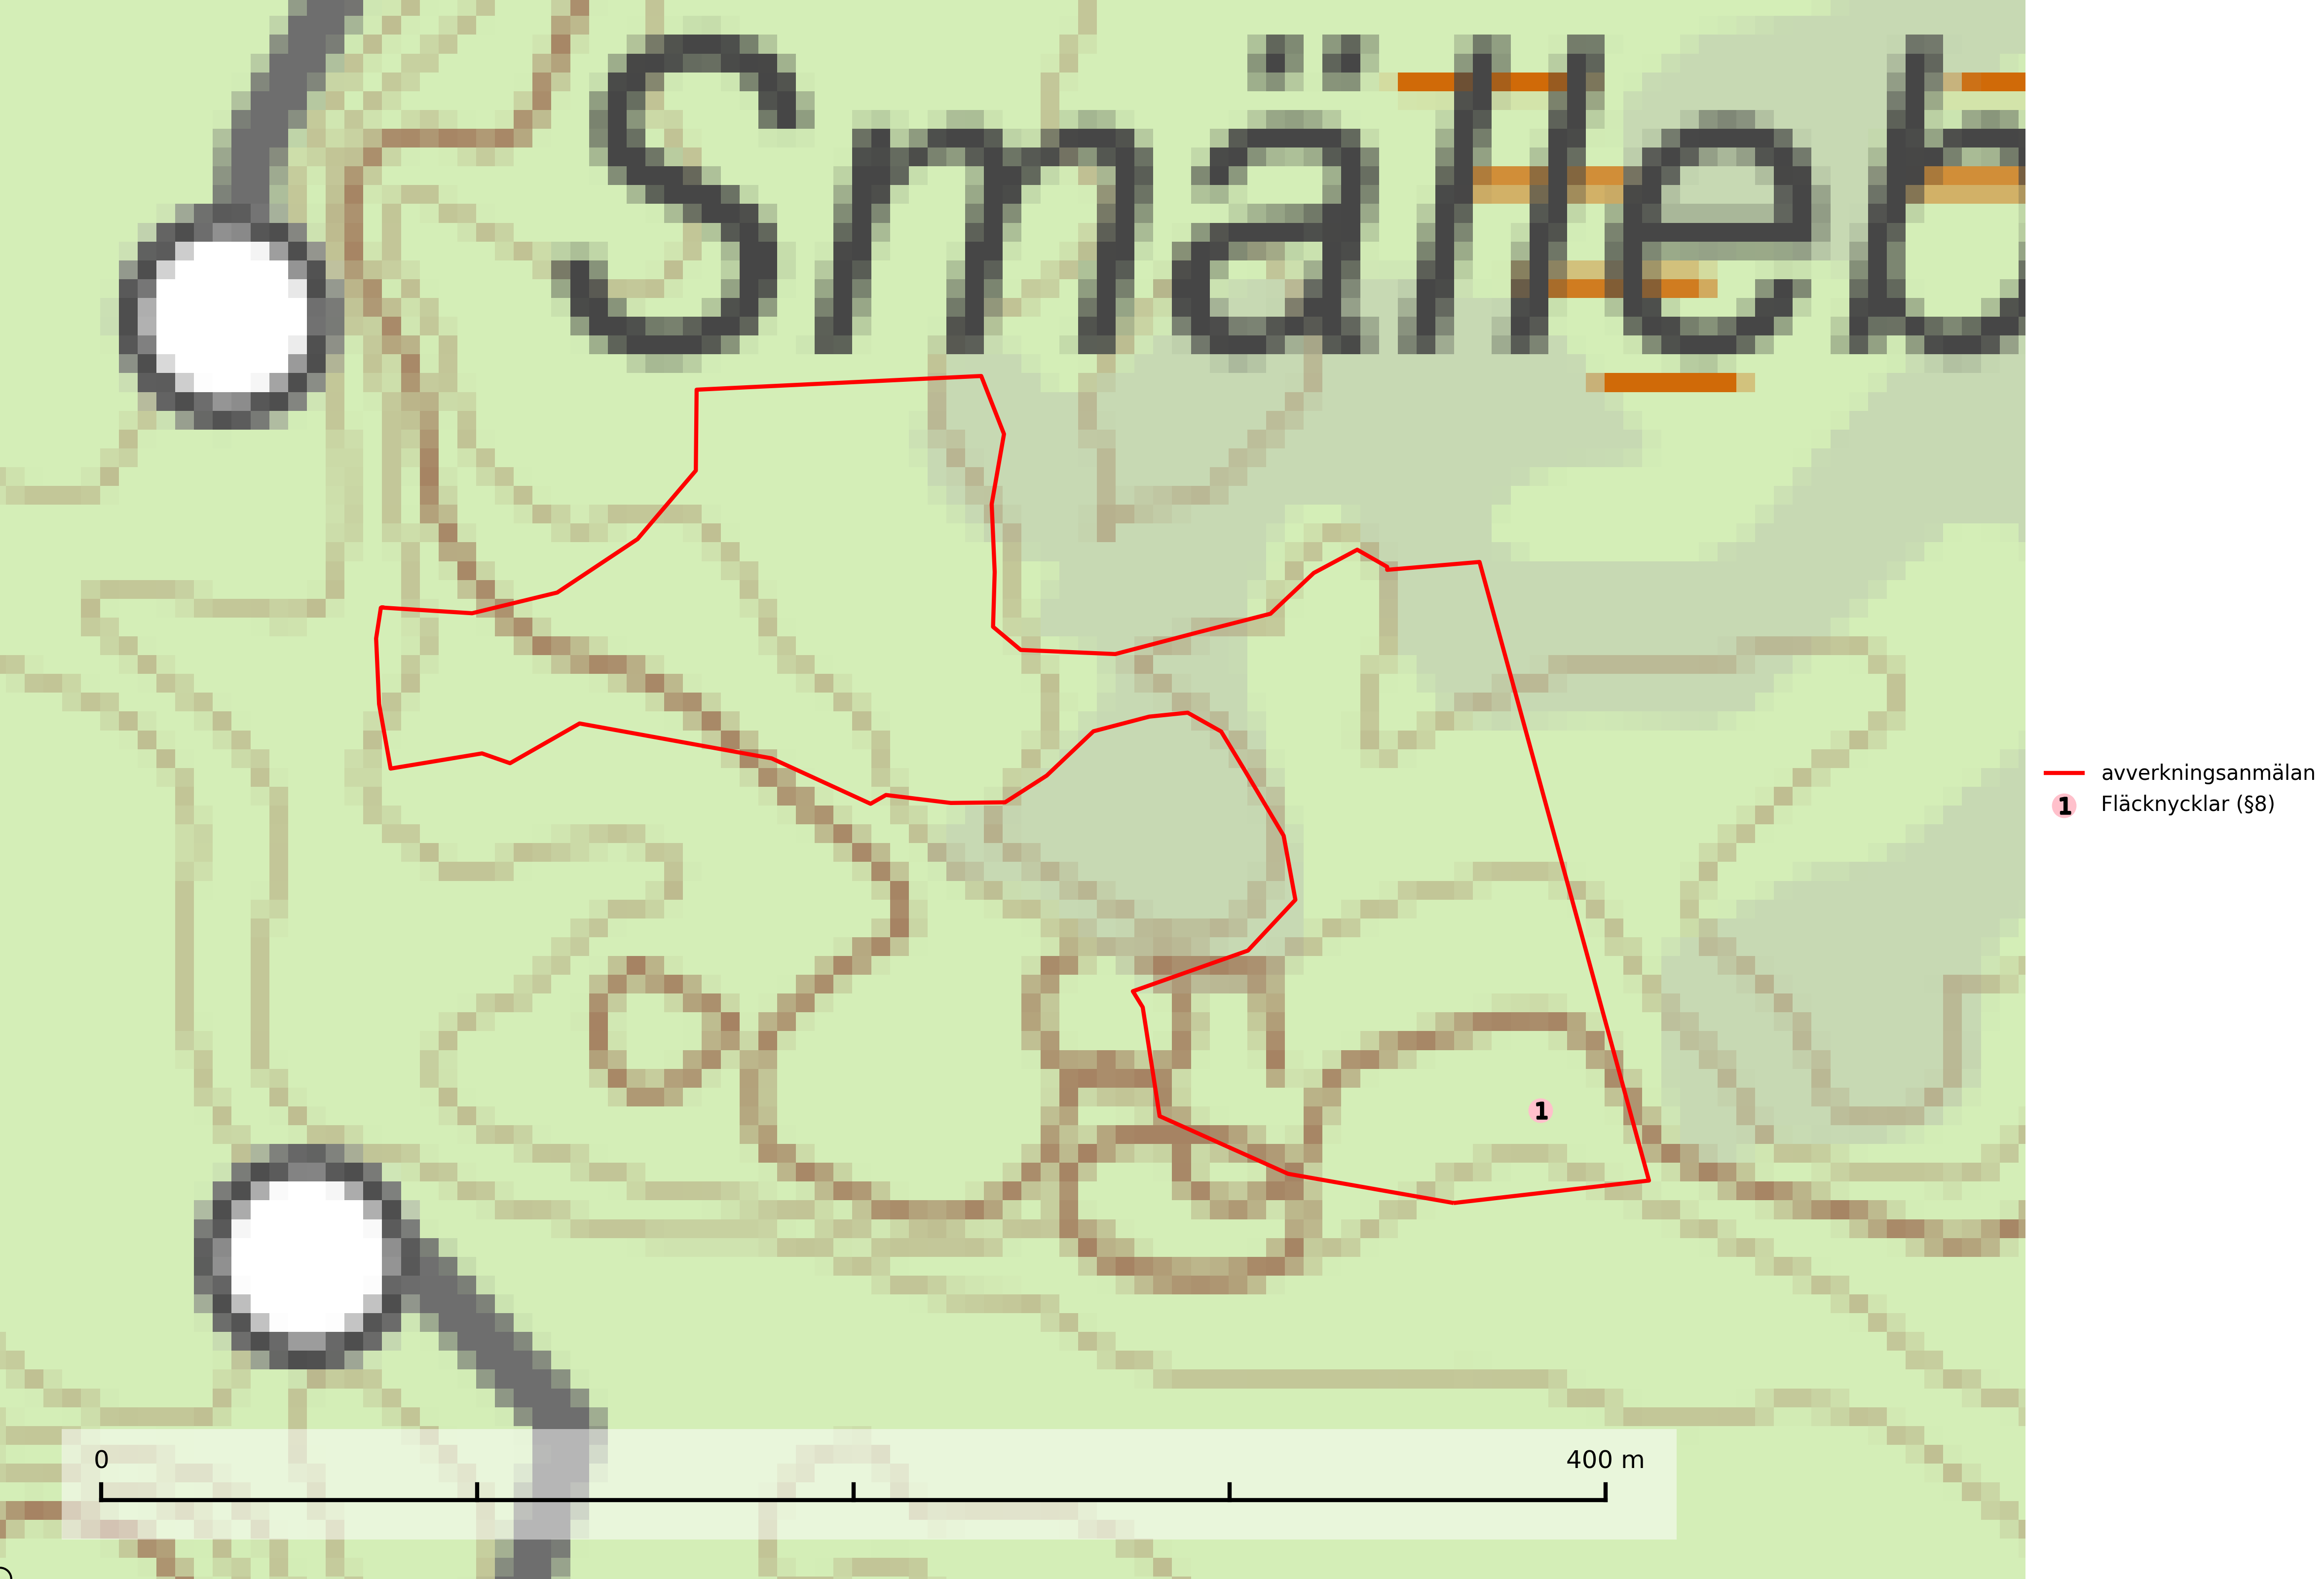 Smälleb
avverkningsanmälan
1 Fläcknycklar (§8)
1
0 400 m